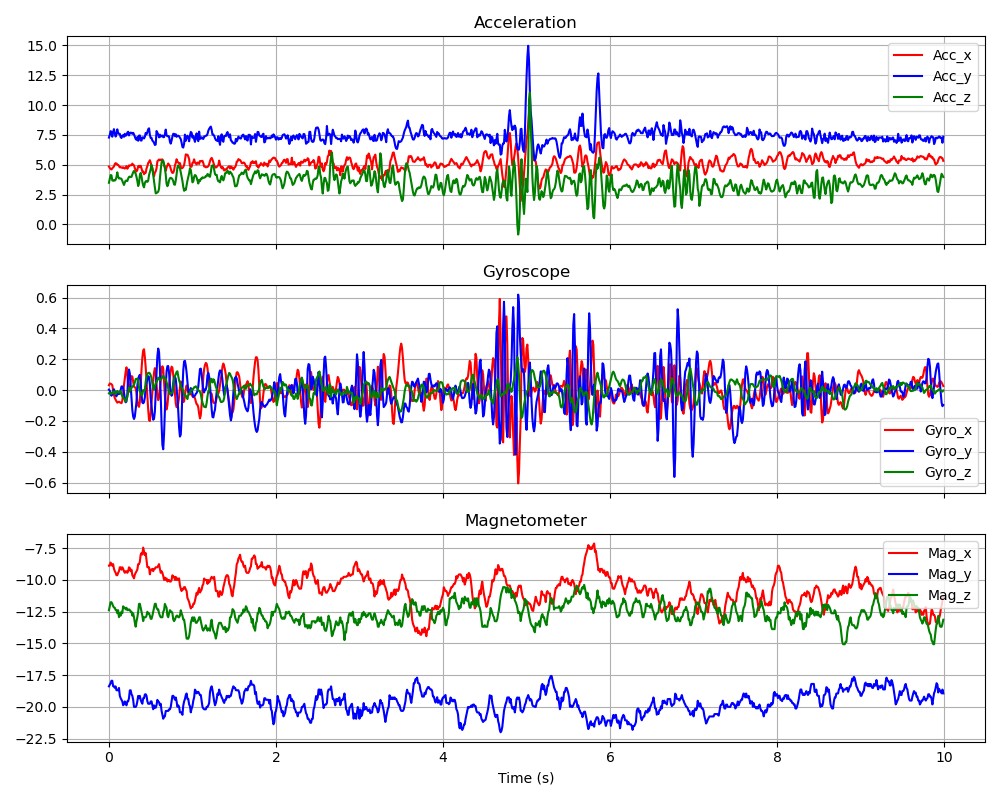 Acceleration
15.0
12.5
10.0
7.5
5.0
2.5
0.0
Acc_x
Acc_y
Acc_z
Gyroscope
0.6
0.4
0.2
0.0
−0.2
−0.4
−0.6
Gyro_x
Gyro_y
Gyro_z
Magnetometer
−7.5
−10.0
−12.5
−15.0
−17.5
−20.0
−22.5
Mag_x
Mag_y
Mag_z
0 2 4 6 8 10
Time (s)